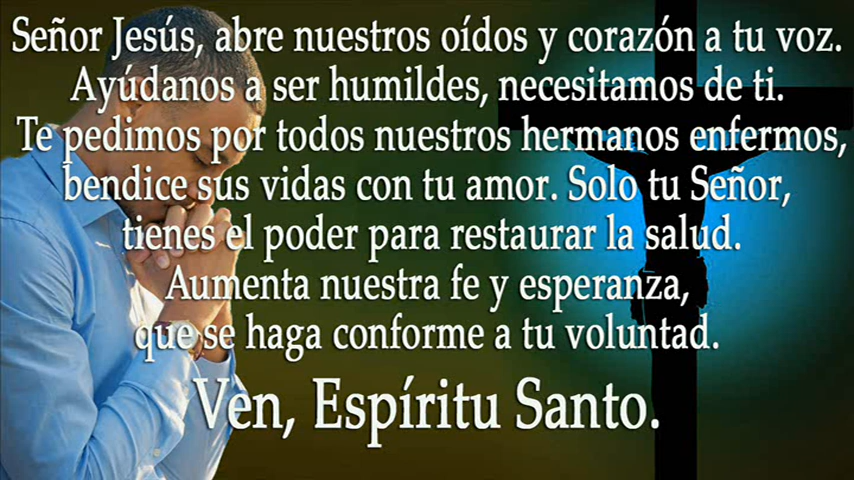 Señor Jesús, abre nuestros oídos y corazón a tu voz.
Ayúdanos a ser humildes, necesitamos de ti.
Te pedimos por todos nuestros hermanos enfermos,
bendice sus vidas con tu amor. Solo tu Señor,
tienes el poder para restaurar la salud.
Aumenta nuestra fe y esperanza,
que se haga conforme a tu voluntad.
Ven, Espíritu Santo.